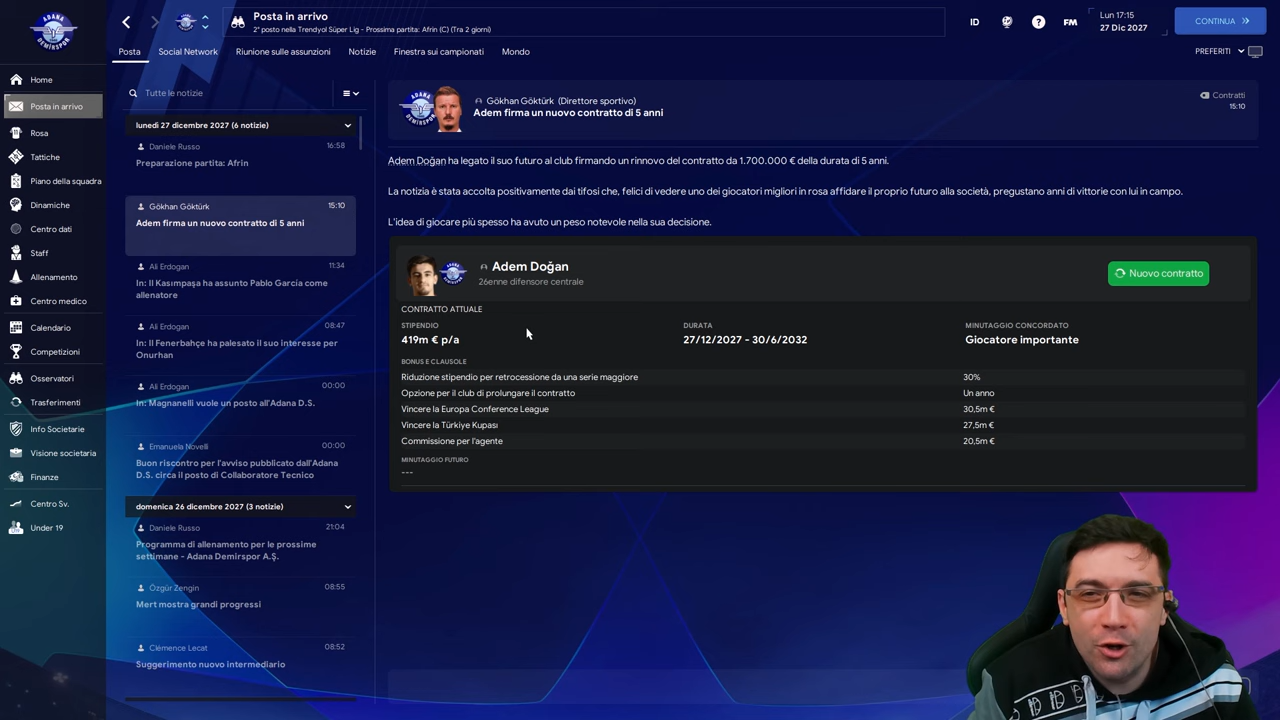 ADANA
DEMİRSPOR
Home
Posta in arrivo
Rosa
Tattiche
Piano della squadra
Dinamiche
Centro dati
Staff
Allenamento
Centro medico
Calendario
Competizioni
Osservatori
Trasferimenti
Info Societarie
Visione societaria
Finanze
Centro Sv.
Under 19
Posta in arrivo
2° posto nella Trendyol Süper Lig - Prossima partita: Afrin (C) (Tra 2 giorni)
ID
?
FM
Lun 17:15
27 Dic 2027
CONTINUA
Posta
Social Network
Riunione sulle assunzioni
Notizie
Finestra sui campionati
Mondo
PREFERITI
Tutte le notizie
lunedì 27 dicembre 2027 (6 notizie)
Daniele Russo
16:58
Preparazione partita: Afrin
Gökhan Göktürk
15:10
Adem firma un nuovo contratto di 5 anni
Ali Erdogan
11:34
In: Il Kasımpaşa ha assunto Pablo García come
allenatore
Ali Erdogan
08:47
In: Il Fenerbahçe ha palesato il suo interesse per
Onurhan
Ali Erdogan
00:00
In: Magnanelli vuole un posto all'Adana D.S.
Emanuela Novelli
00:00
Buon riscontro per l'avviso pubblicato dall'Adana
D.S. circa il posto di Collaboratore Tecnico
domenica 26 dicembre 2027 (3 notizie)
Daniele Russo
21:04
Programma di allenamento per le prossime
settimane - Adana Demirspor A.Ş.
Özgür Zengin
08:55
Mert mostra grandi progressi
Clémence Lecat
08:52
Suggerimento nuovo intermediario
Gökhan Göktürk (Direttore sportivo)
Adem firma un nuovo contratto di 5 anni
Contratti
15:10
Adem Doğan ha legato il suo futuro al club firmando un rinnovo del contratto da 1.700.000 € della durata di 5 anni.
La notizia è stata accolta positivamente dai tifosi che, felici di vedere uno dei giocatori migliori in rosa affidare il proprio futuro alla società, pregustano anni di vittorie con lui in campo.
L'idea di giocare più spesso ha avuto un peso notevole nella sua decisione.
Adem Doğan
26enne difensore centrale
Nuovo contratto
CONTRATTO ATTUALE
STIPENDIO
DURATA
MINUTAGGIO CONCORDATO
419m € p/a
27/12/2027 - 30/6/2032
Giocatore importante
BONUS E CLAUSOLE
Riduzione stipendio per retrocessione da una serie maggiore
30%
Opzione per il club di prolungare il contratto
Un anno
Vincere la Europa Conference League
30,5m €
Vincere la Türkiye Kupası
27,5m €
Commissione per l'agente
20,5m €
MINUTAGGIO FUTURO
---